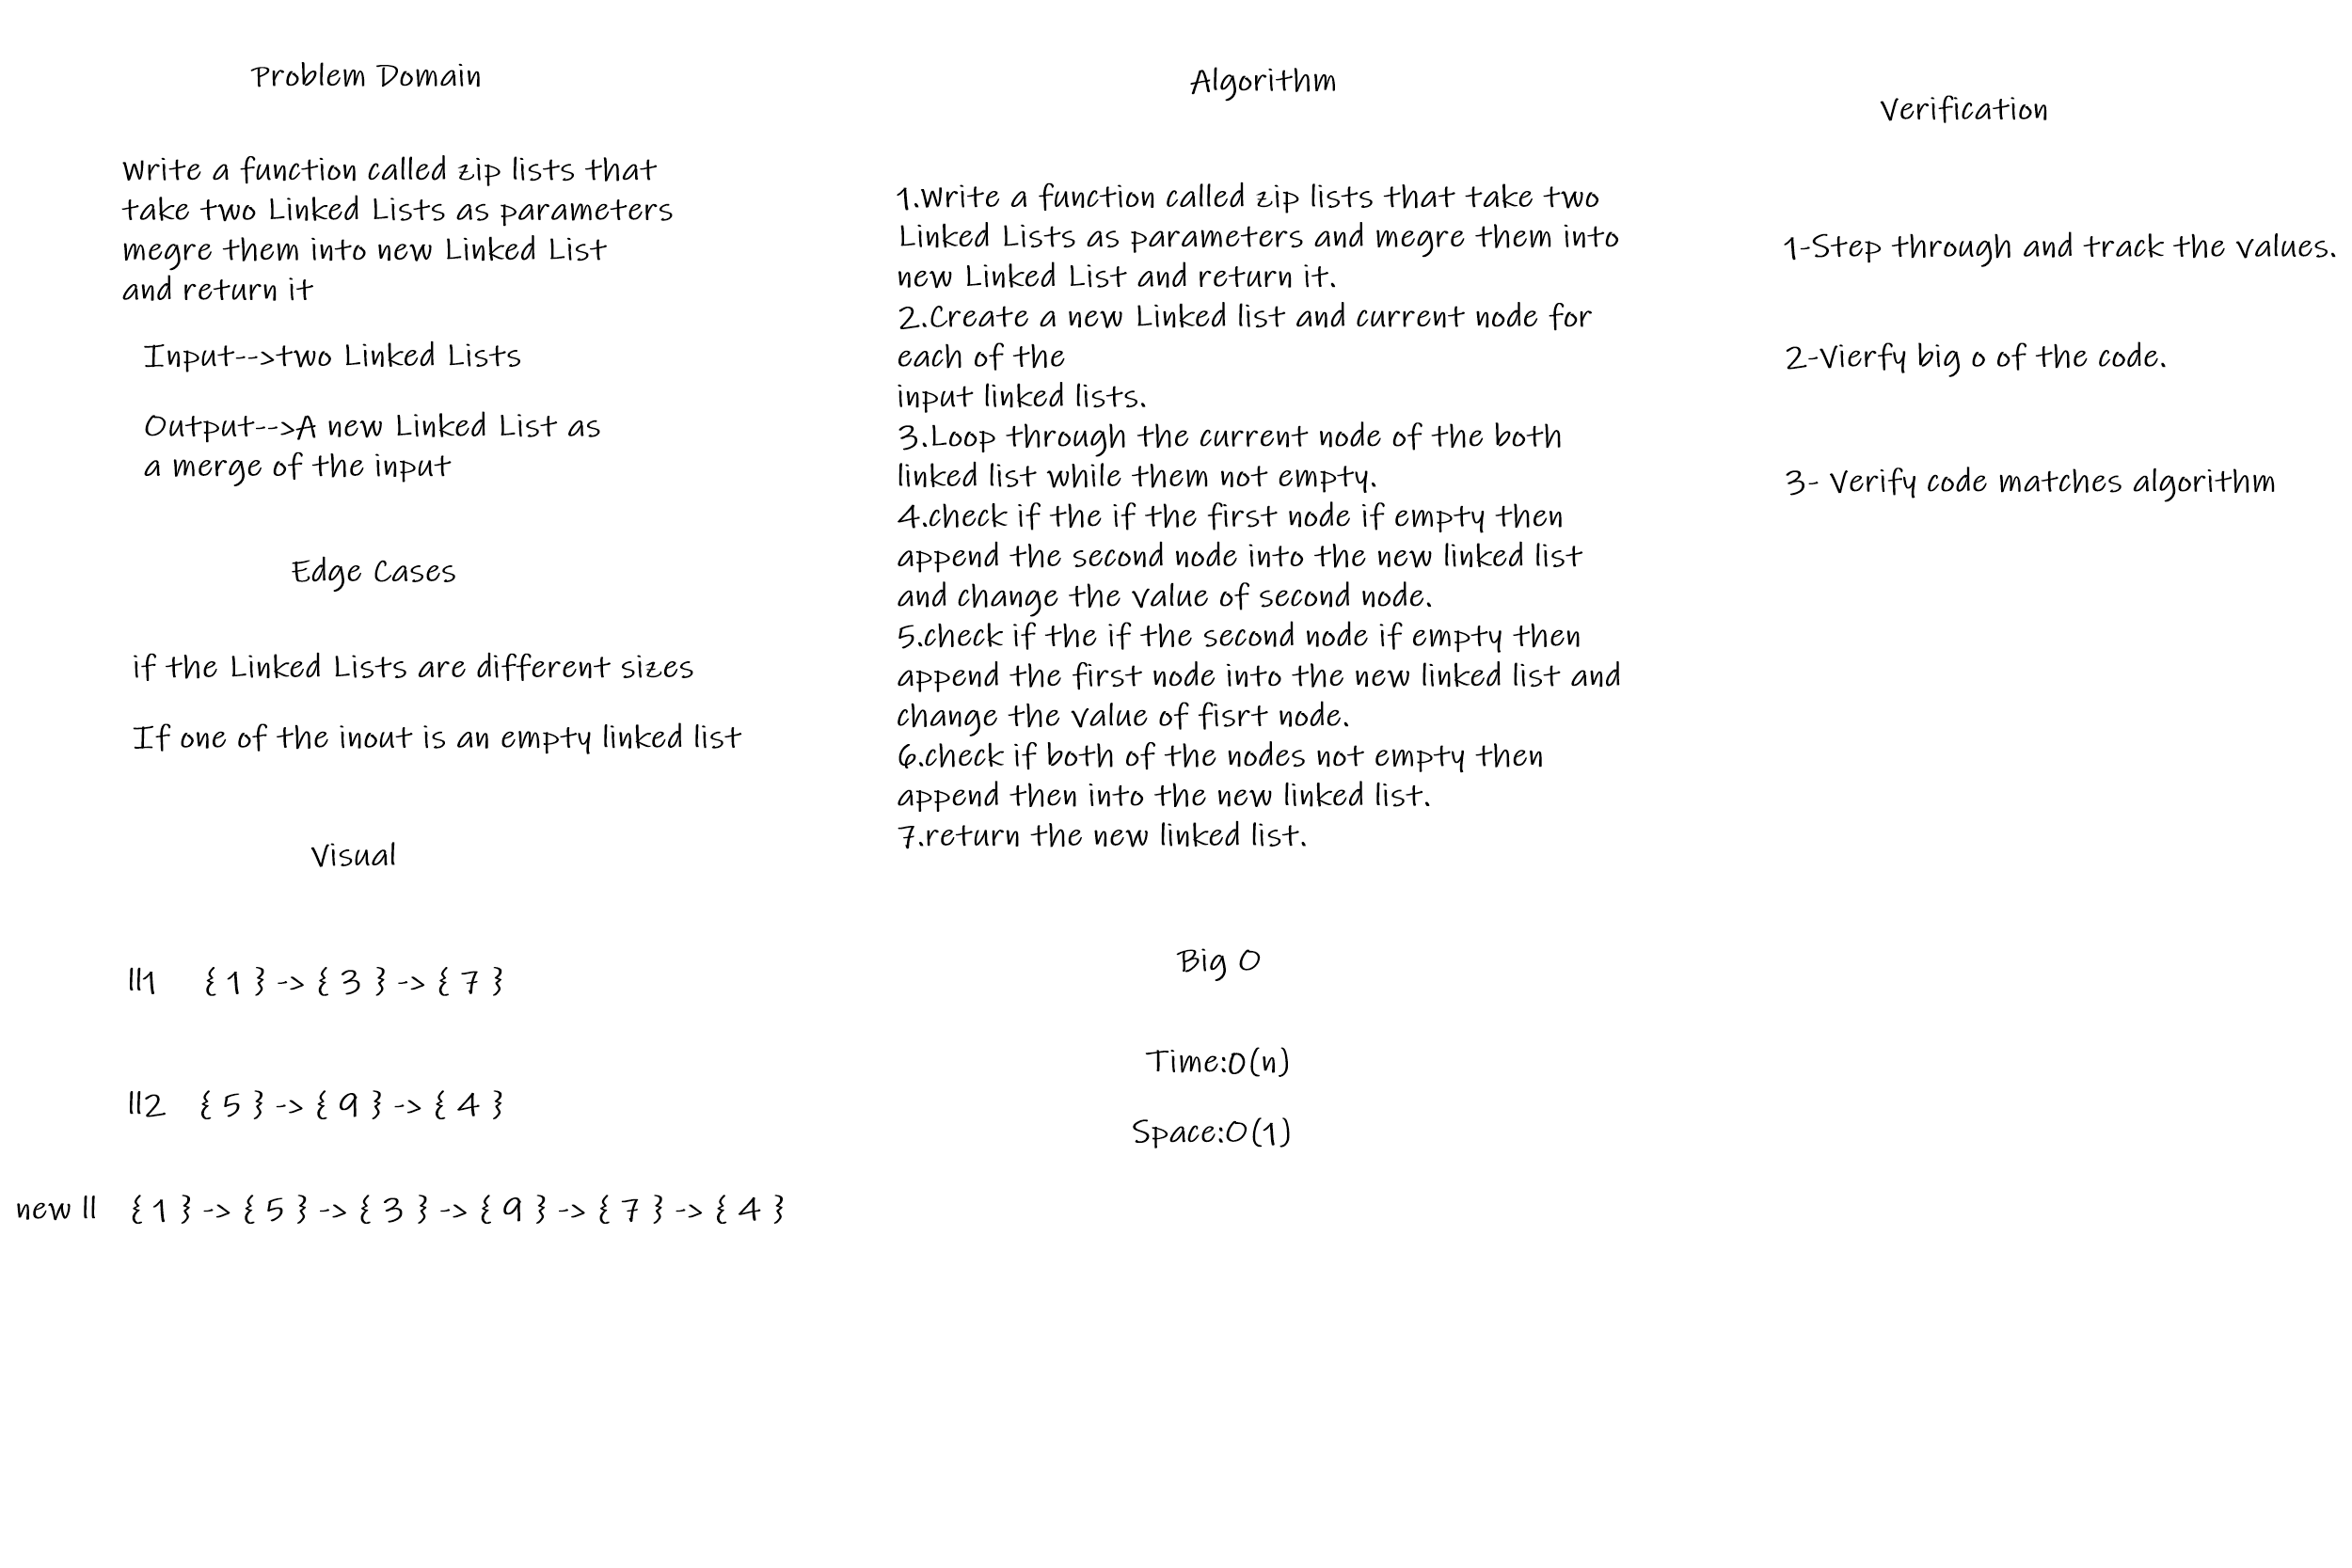 Problem Domain
Write a function called zip lists that
take two Linked Lists as parameters
megre them into new Linked List
and return it
Input-->two Linked Lists
Output-->A new Linked List as
a merge of the input
Edge Cases
if the Linked Lists are different sizes
If one of the inout is an empty linked list
Visual
ll1 { 1 } -> { 3 } -> { 7 }
ll2 { 5 } -> { 9 } -> { 4 }
new ll { 1 } -> { 5 } -> { 3 } -> { 9 } -> { 7 } -> { 4 }
Algorithm
1.Write a function called zip lists that take two
Linked Lists as parameters and megre them into
new Linked List and return it.
2.Create a new Linked list and current node for
each of the
input linked lists.
3.Loop through the current node of the both
linked list while them not empty.
4.check if the if the first node if empty then
append the second node into the new linked list
and change the value of second node.
5.check if the if the second node if empty then
append the first node into the new linked list and
change the value of fisrt node.
6.check if both of the nodes not empty then
append then into the new linked list.
7.return the new linked list.
Big O
Time:O(n)
Space:O(1)
Verification
1-Step through and track the values.
2-Vierfy big o of the code.
3- Verify code matches algorithm